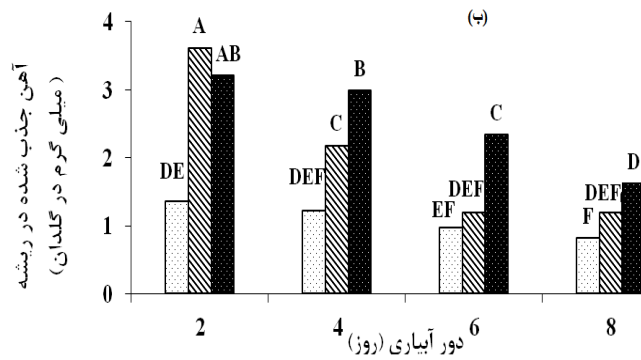 (ب)
آهن جذب شده در ریشه
(میلی گرم در گلدان)
4
3
2
1
0
DE
A
AB
DEF
C
B
EF
DEF
C
F
DEF
D
2
4
6
8
دور آبیاری (روز)